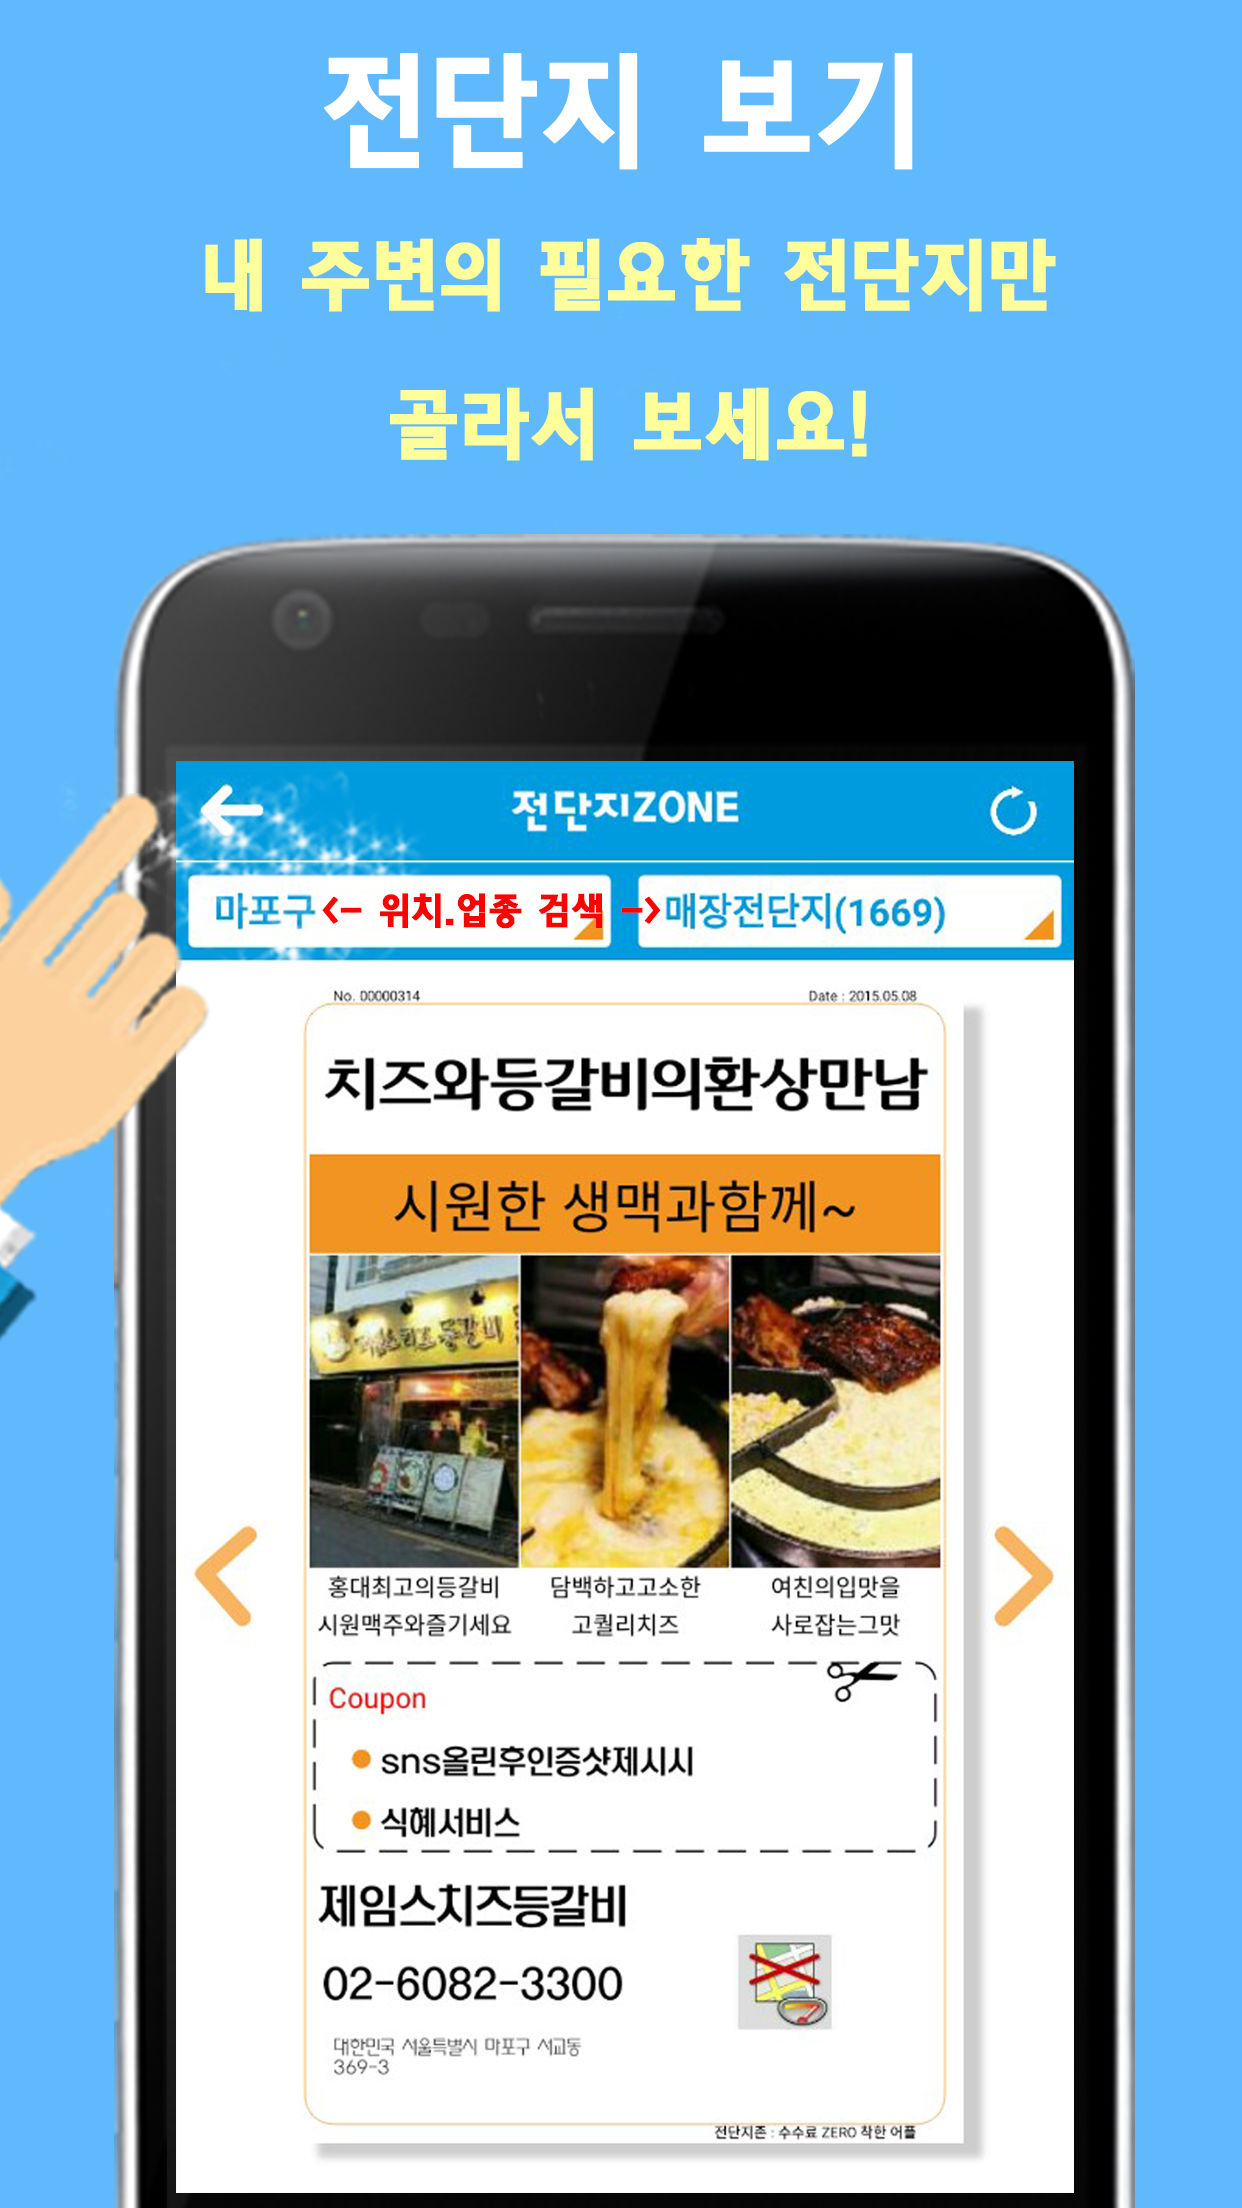 전단지 보기
내 주변의 필요한 전단지만
골라서 보세요!
전단지ZONE
마포구 <- 위치.업종 검색 -> 매장전단지(1669)
No. 00000314 Date : 2015.05.08
치즈와등갈비의환상만남
시원한 생맥과함께~
치즈등갈비
홍대최고의등갈비 담백하고고소한 여친의입맛을
시원맥주와즐기세요 고퀄리치즈 사로잡는그맛
Coupon
sns올린후인증샷제시시
식혜서비스
제임스치즈등갈비
02-6082-3300
대한민국 서울특별시 마포구 서교동
369-3
전단지존 : 수수료 ZERO 착한 어플